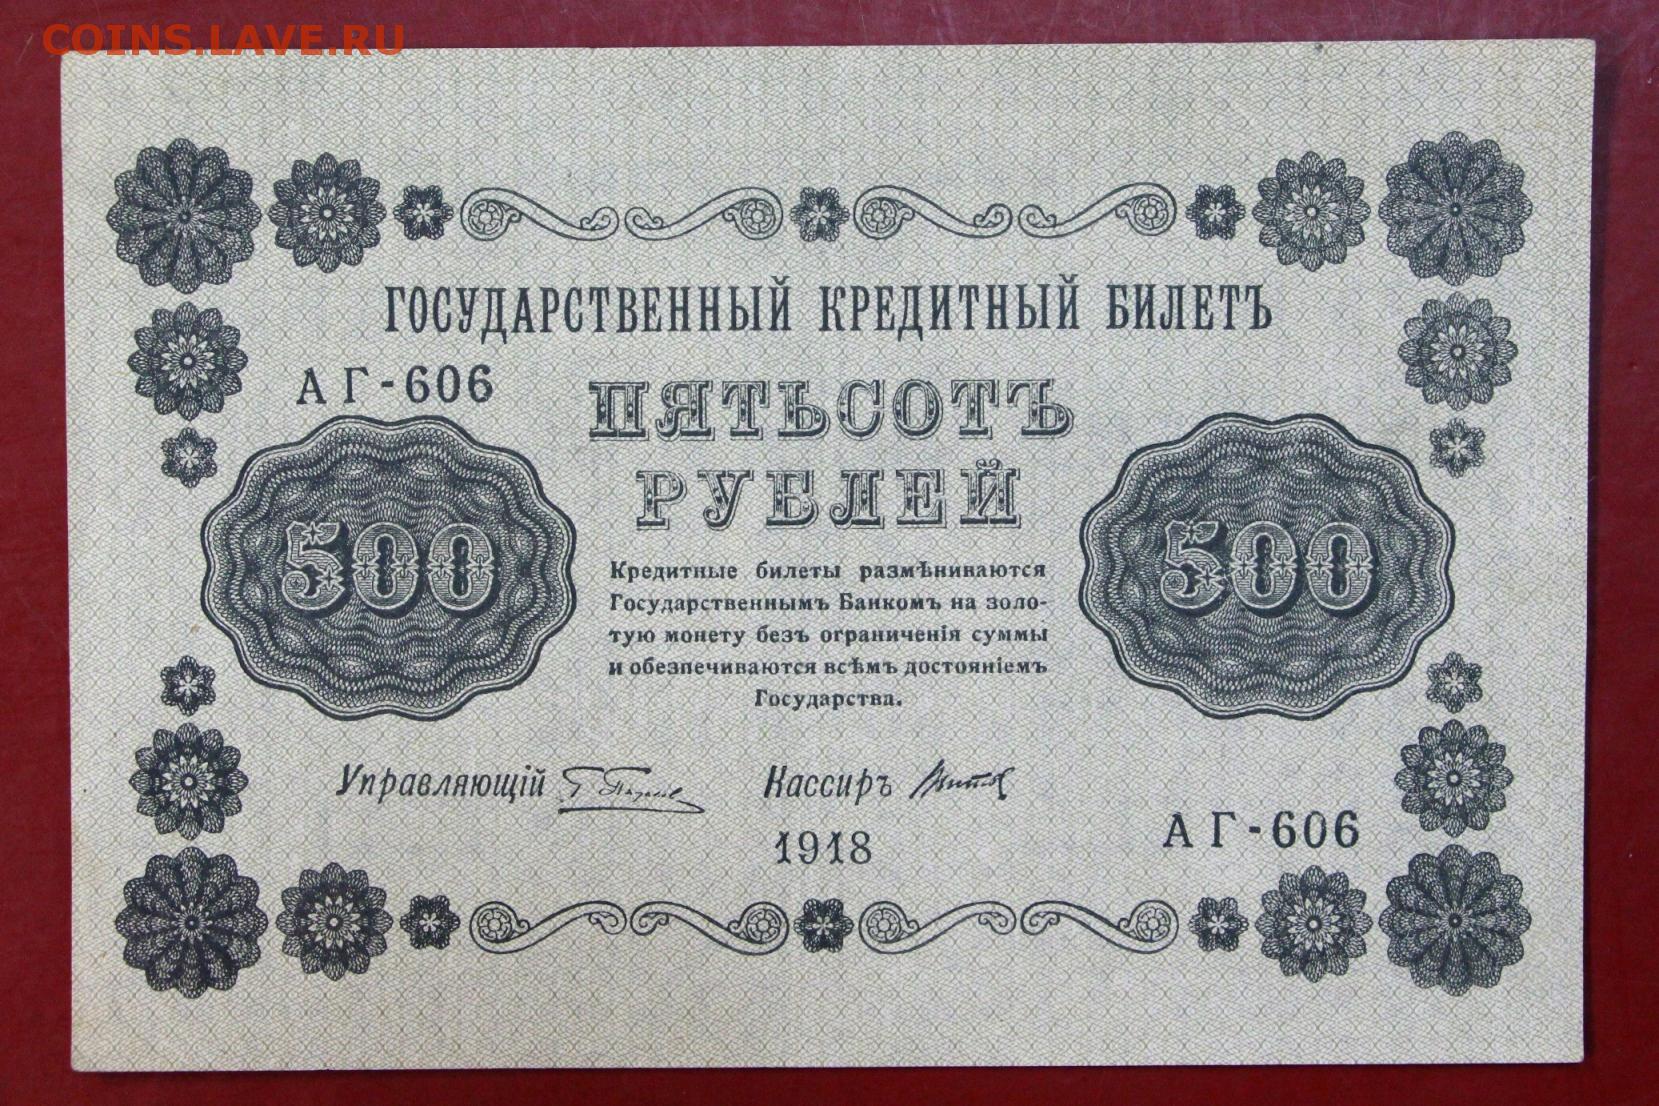 COINS.LAVE.RU
ГОСУДАРСТВЕННЫЙ КРЕДИТНЫЙ БИЛЕТЪ
АГ-606
ПЯТЬСОТЪ
РУБЛЕЙ
500
500
Кредитные билеты размѣниваются
Государственнымъ Банкомъ на золо-
тую монету безъ ограниченія суммы
и обезпечиваются всѣмъ достояніемъ
Государства.
Управляющій
Кассиръ
1918
АГ-606